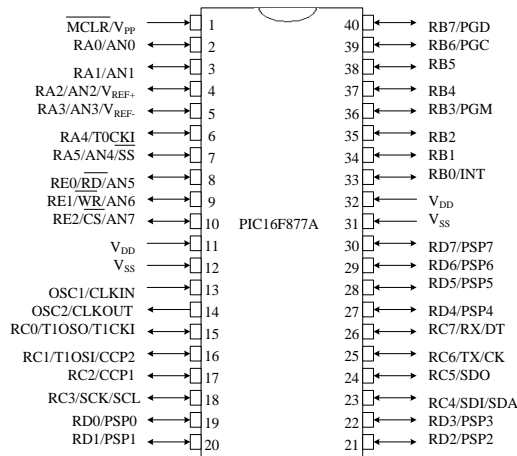 MCLR/VPP 1 40 RB7/PGD
RA0/AN0 2 39 RB6/PGC
RA1/AN1 3 38 RB5
RA2/AN2/VREF+ 4 37 RB4
RA3/AN3/VREF- 5 36 RB3/PGM
RA4/T0CKI 6 35 RB2
RA5/AN4/SS 7 34 RB1
RE0/RD/AN5 8 33 RB0/INT
RE1/WR/AN6 9 32 VDD
RE2/CS/AN7 10 PIC16F877A 31 VSS
VDD 11 30 RD7/PSP7
VSS 12 29 RD6/PSP6
OSC1/CLKIN 13 28 RD5/PSP5
OSC2/CLKOUT 14 27 RD4/PSP4
RC0/T1OSO/T1CKI 15 26 RC7/RX/DT
RC1/T1OSI/CCP2 16 25 RC6/TX/CK
RC2/CCP1 17 24 RC5/SDO
RC3/SCK/SCL 18 23 RC4/SDI/SDA
RD0/PSP0 19 22 RD3/PSP3
RD1/PSP1 20 21 RD2/PSP2